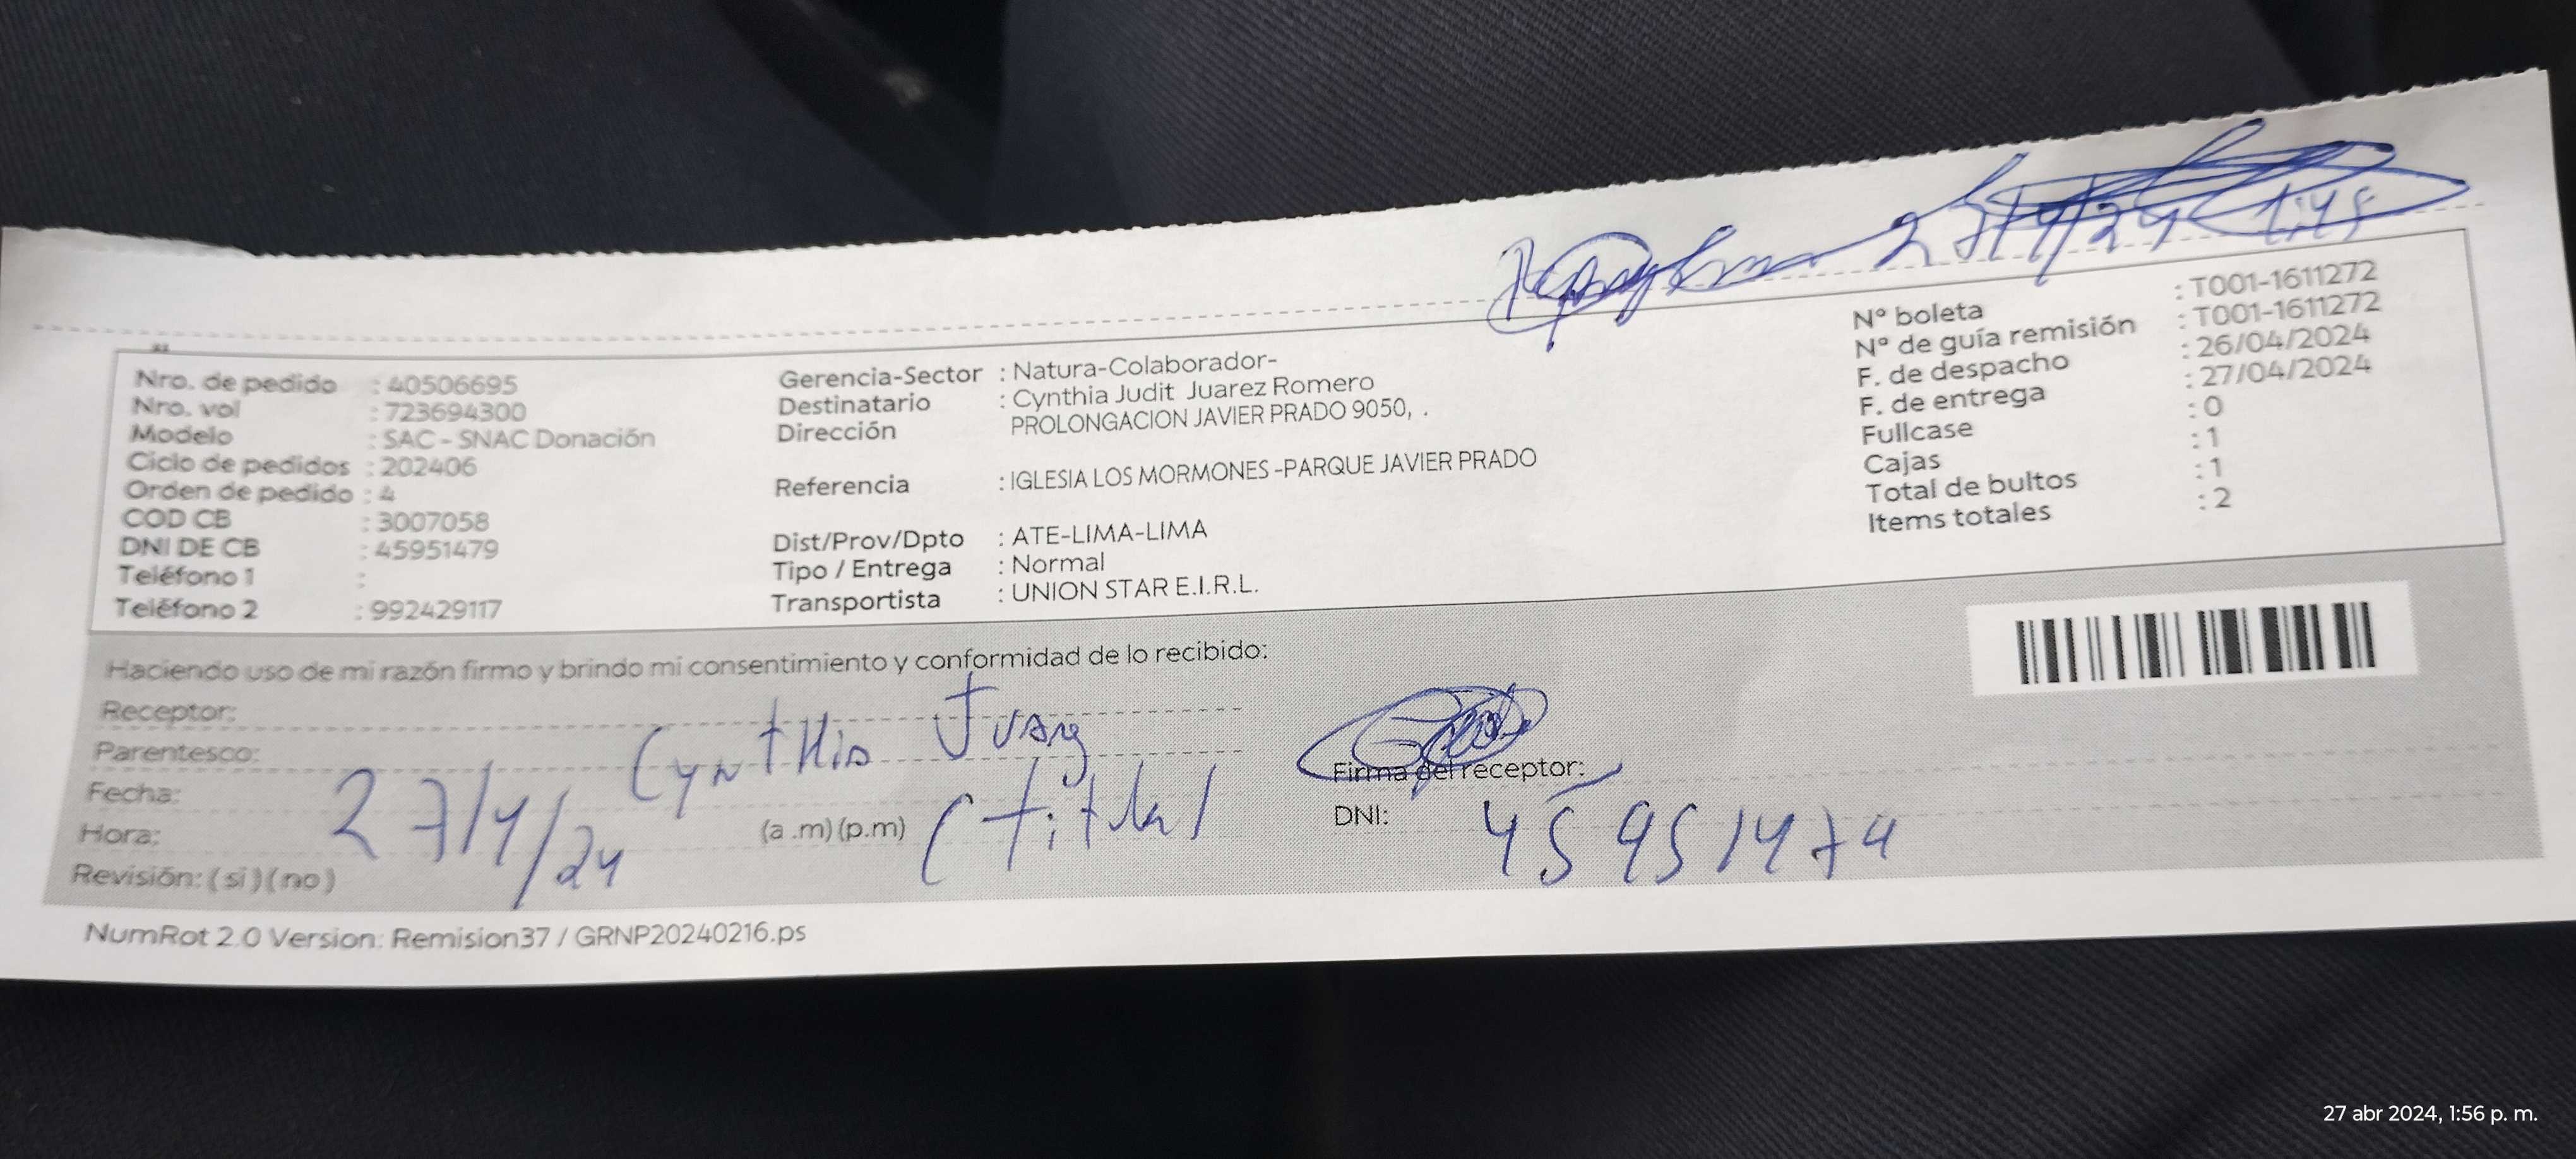 27/4/24 1:45
Nro. de pedido : 40506695
Nro. vol : 723694300
Modelo : SAC - SNAC Donación
Ciclo de pedidos : 202406
Orden de pedido : 4
COD CB : 3007058
DNI DE CB : 45951479
Teléfono 1 :
Teléfono 2 : 992429117
Gerencia-Sector : Natura-Colaborador-
Destinatario : Cynthia Judit Juarez Romero
Dirección PROLONGACION JAVIER PRADO 9050, .
Referencia : IGLESIA LOS MORMONES -PARQUE JAVIER PRADO
Dist/Prov/Dpto : ATE-LIMA-LIMA
Tipo / Entrega : Normal
Transportista : UNION STAR E.I.R.L.
Nº boleta : T001-1611272
Nº de guía remisión : T001-1611272
F. de despacho : 26/04/2024
F. de entrega : 27/04/2024
Fullcase : 0
Cajas : 1
Total de bultos : 1
Items totales : 2
Haciendo uso de mi razón firmo y brindo mi consentimiento y conformidad de lo recibido:
Receptor: Cynthia
Parentesco:
Fecha: 27/4/24
Hora: (a .m) (p.m)
Revisión: ( si ) ( no )
Firma del receptor:
DNI: 45951479
NumRot 2.0 Version: Remision37 / GRNP20240216.ps
27 abr 2024, 1:56 p. m.